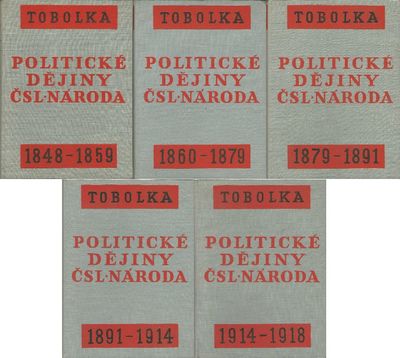 TOBOLKA
POLITICKÉ
DĚJINY
ČSL·NÁRODA
1848-1859
TOBOLKA
POLITICKÉ
DĚJINY
ČSL·NÁRODA
1860-1879
TOBOLKA
POLITICKÉ
DĚJINY
ČSL·NÁRODA
1879-1891
TOBOLKA
POLITICKÉ
DĚJINY
ČSL·NÁRODA
1891-1914
TOBOLKA
POLITICKÉ
DĚJINY
ČSL·NÁRODA
1914-1918